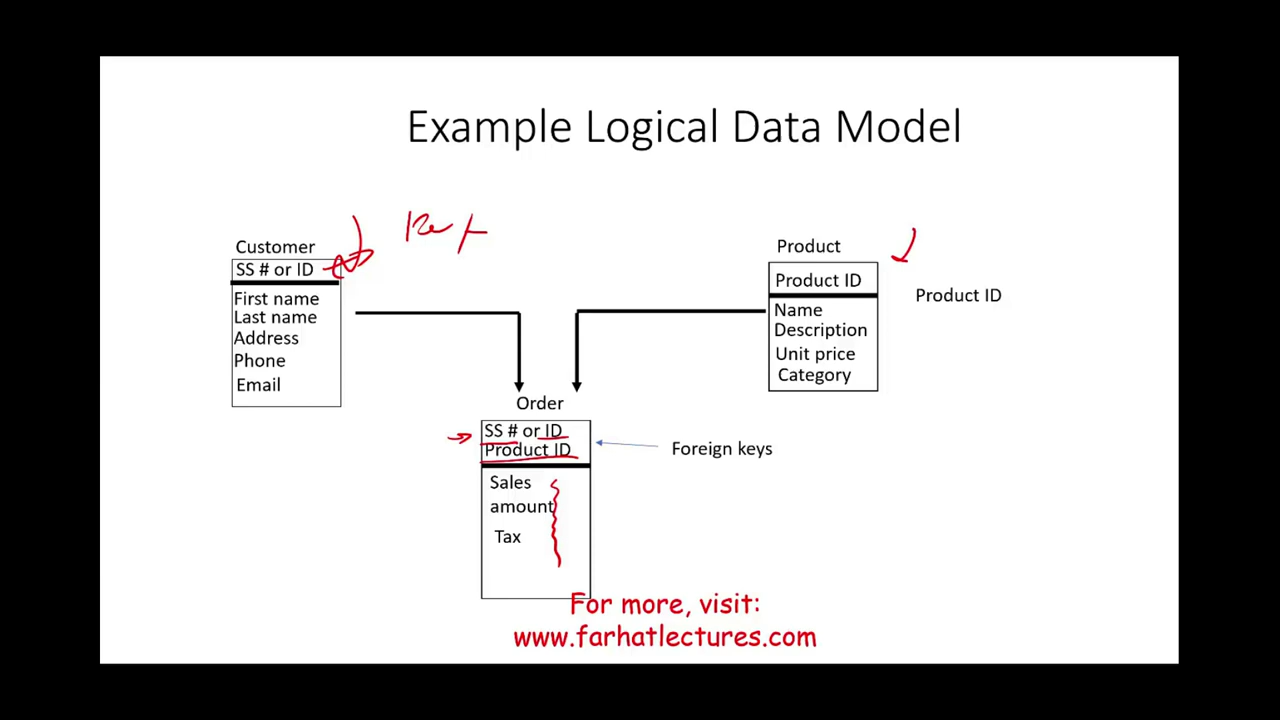 Example Logical Data Model
Customer
SS # or ID
First name
Last name
Address
Phone
Email
Product
Product ID
Name
Description
Unit price
Category
Product ID
Order
SS # or ID
Product ID
Sales
amount
Tax
Foreign keys
For more, visit:
www.farhatlectures.com